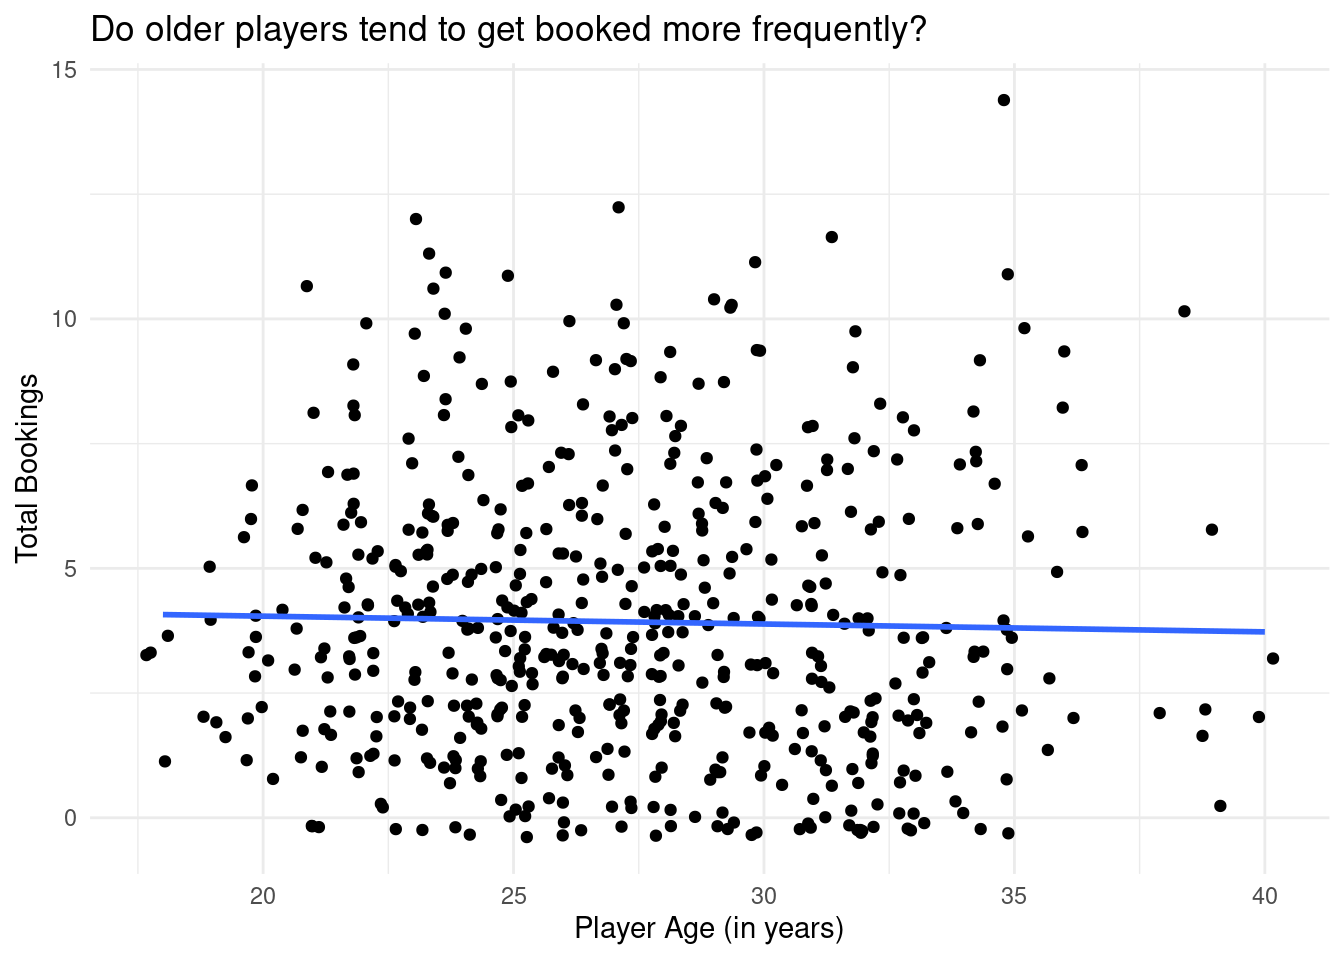 Do older players tend to get booked more frequently?
15
10
5
0
Total Bookings
20 25 30 35 40
Player Age (in years)